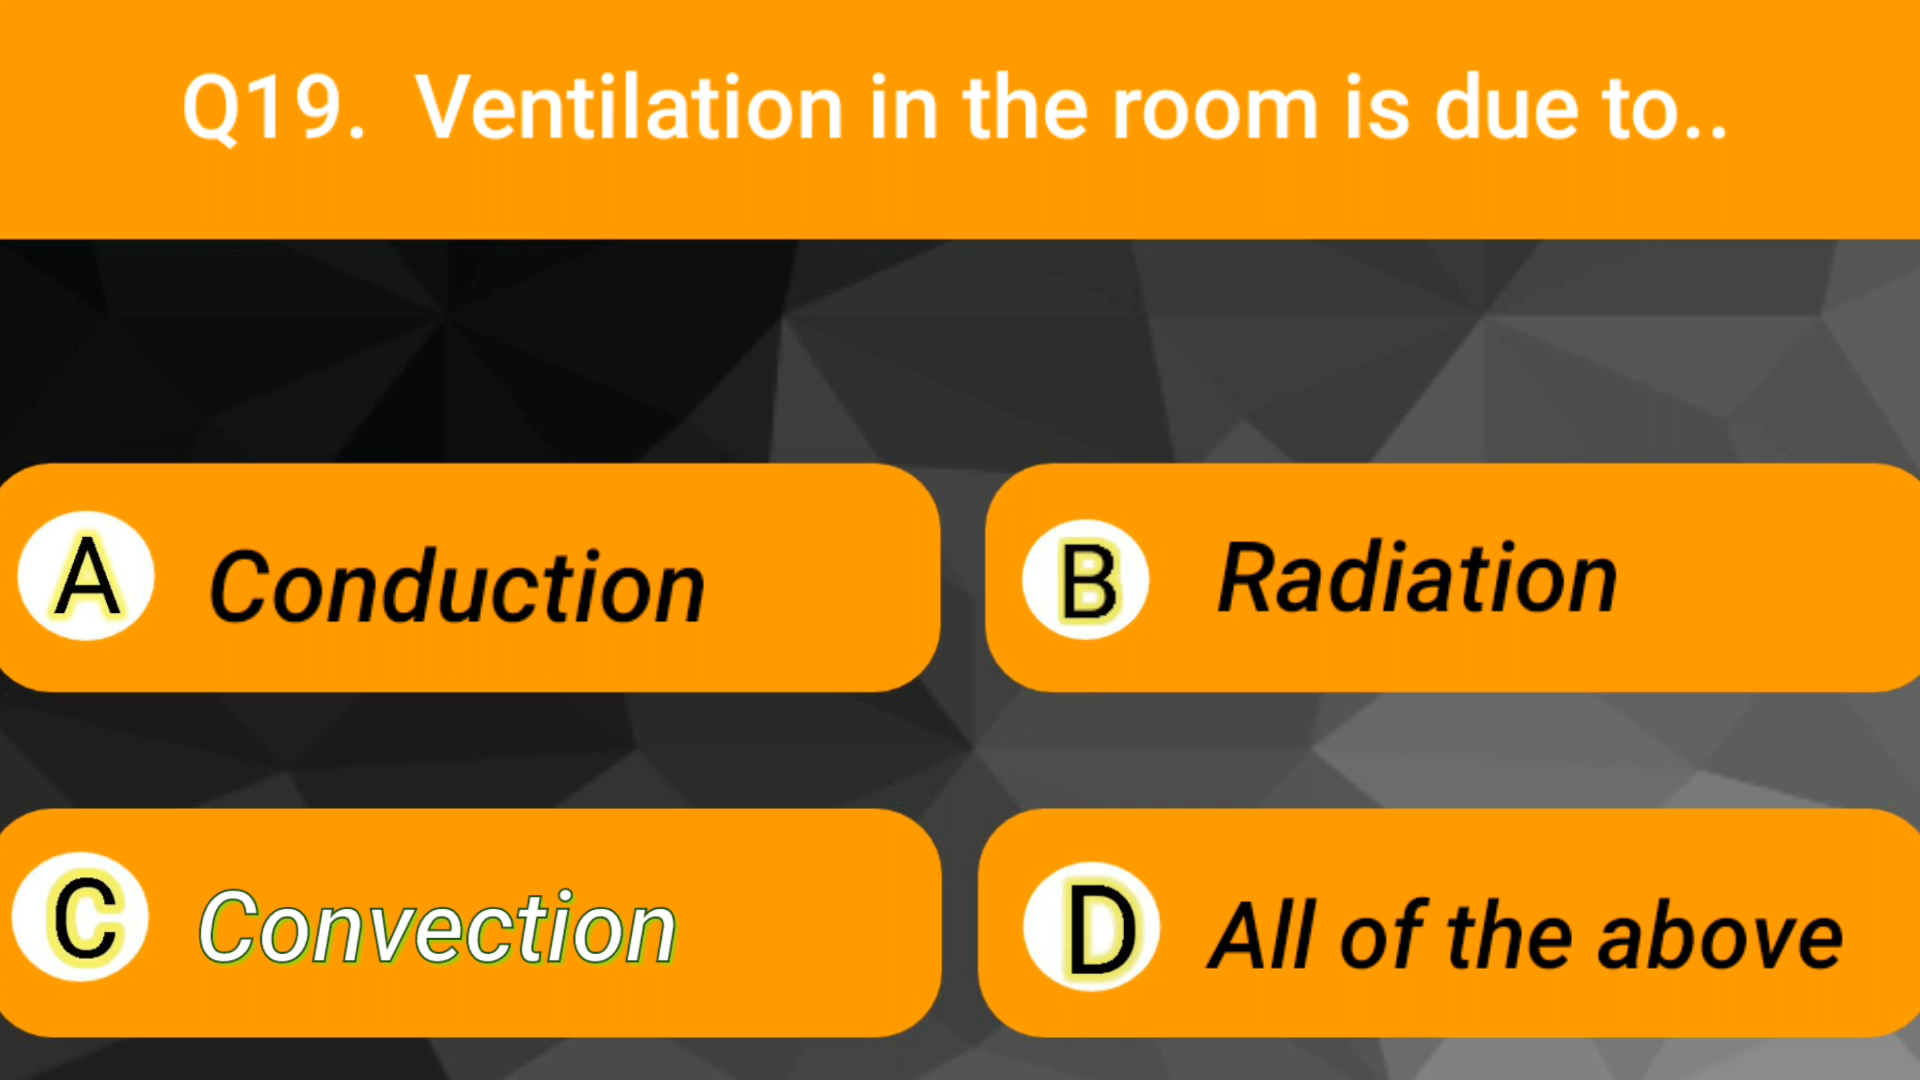 Q19. Ventilation in the room is due to..
A Conduction
B Radiation
C Convection
D All of the above